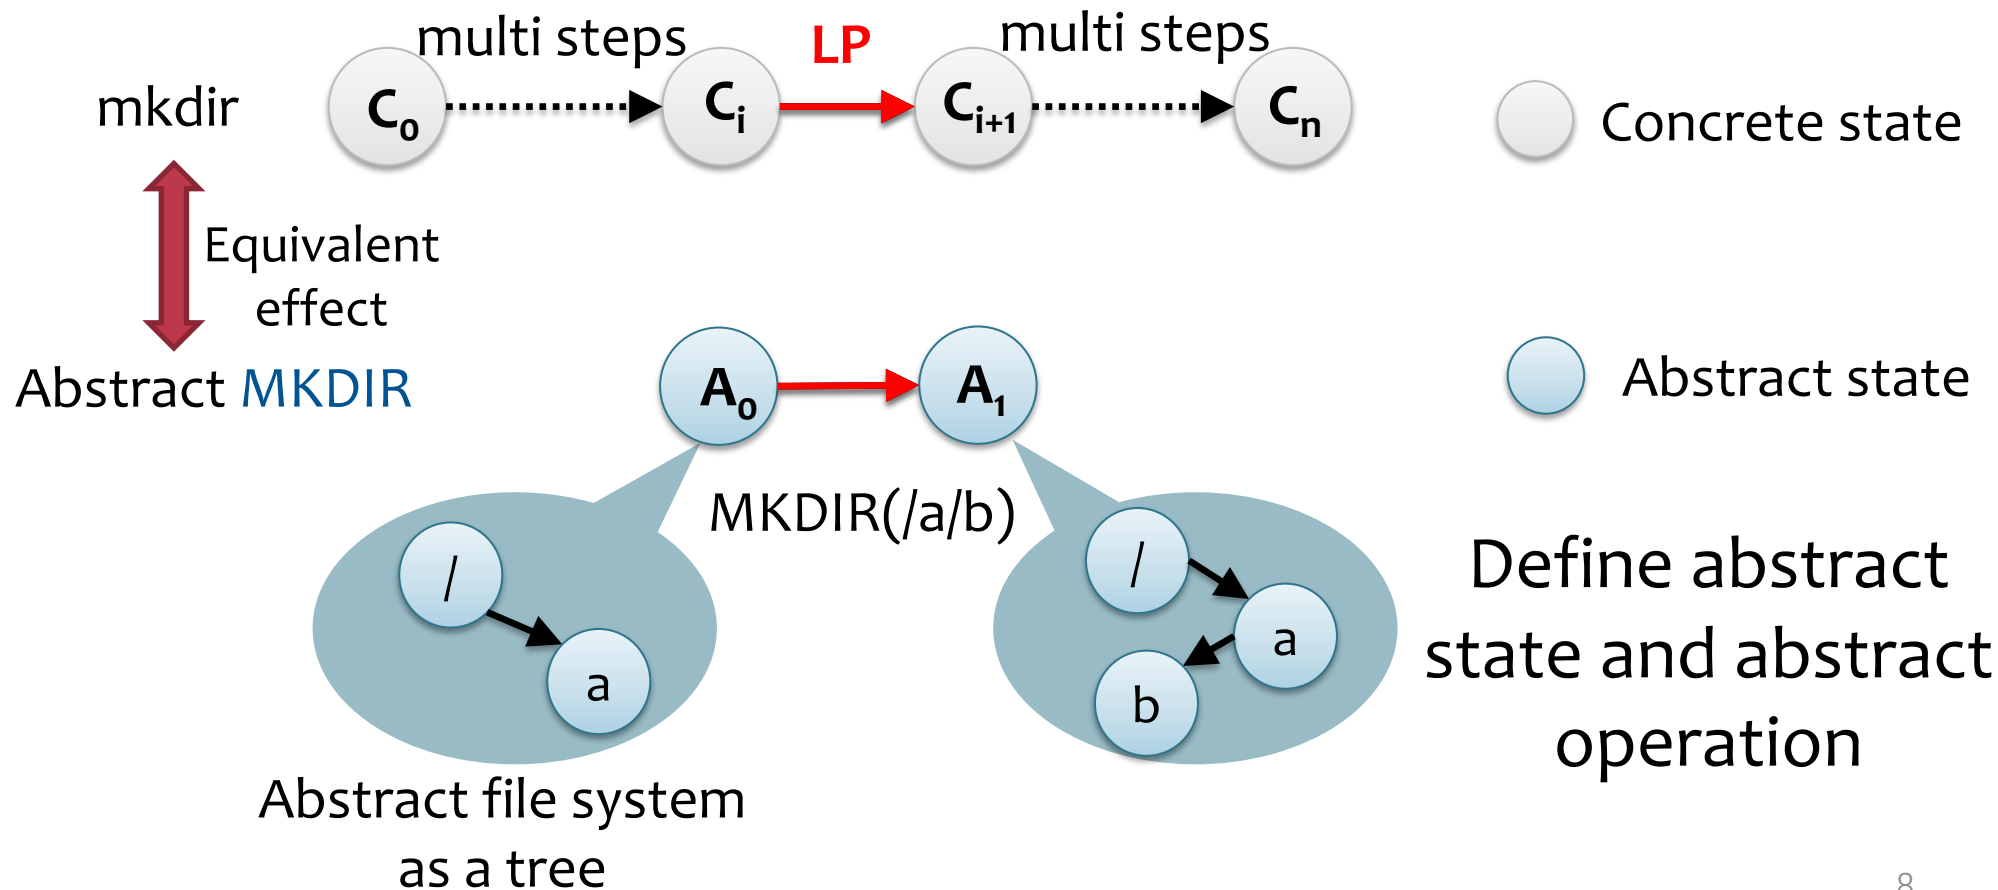 multi steps
LP
multi steps
mkdir
C₀
Cᵢ
Cᵢ₊₁
Cₙ
Concrete state
Equivalent
effect
Abstract MKDIR
A₀
A₁
Abstract state
MKDIR(/a/b)
/
a
/
a
b
Define abstract
state and abstract
operation
Abstract file system
as a tree
8